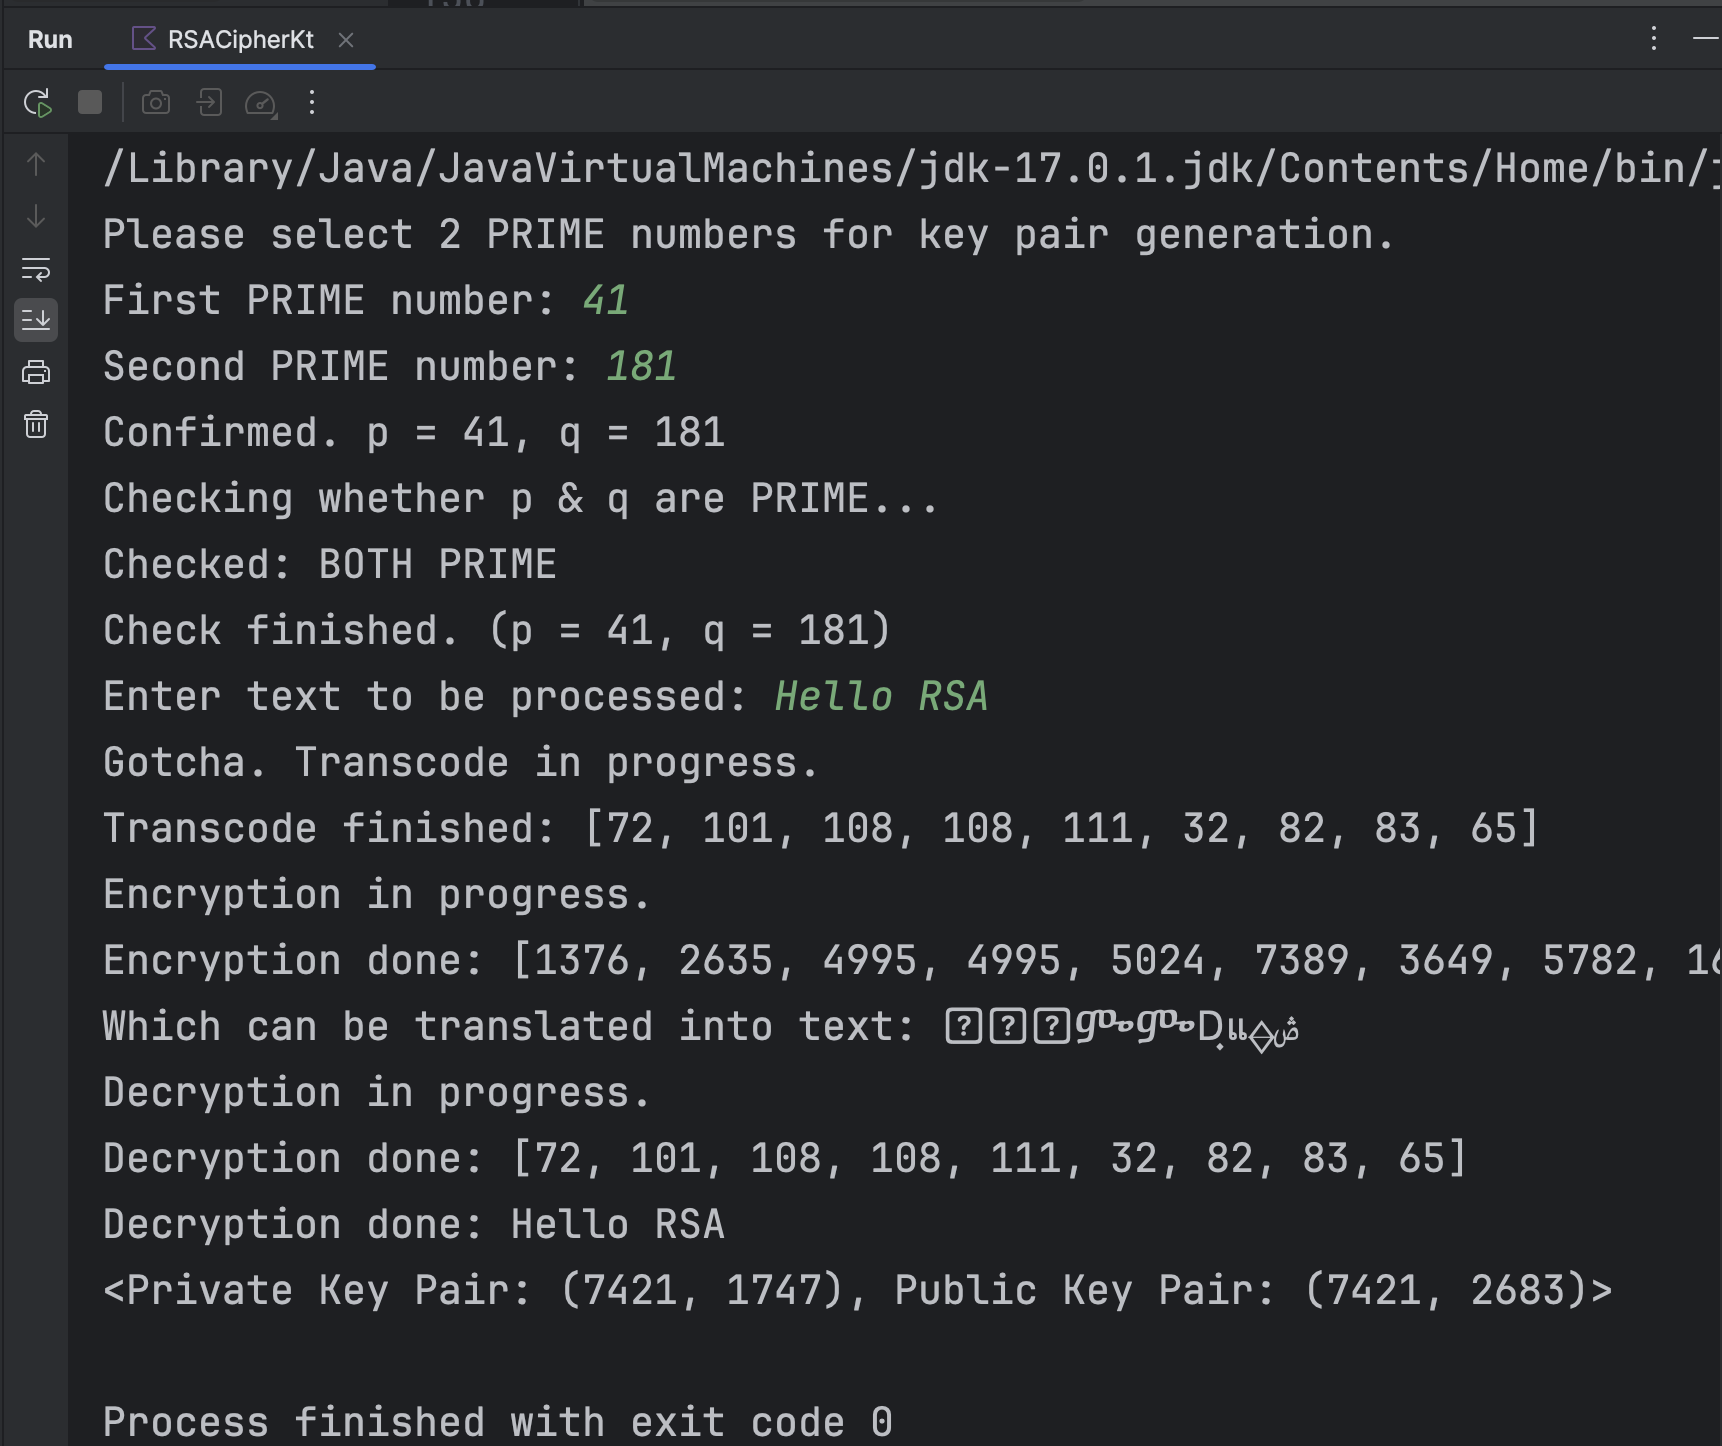 Run RSACipherKt
/Library/Java/JavaVirtualMachines/jdk-17.0.1.jdk/Contents/Home/bin/j
Please select 2 PRIME numbers for key pair generation.
First PRIME number: 41
Second PRIME number: 181
Confirmed. p = 41, q = 181
Checking whether p & q are PRIME...
Checked: BOTH PRIME
Check finished. (p = 41, q = 181)
Enter text to be processed: Hello RSA
Gotcha. Transcode in progress.
Transcode finished: [72, 101, 108, 108, 111, 32, 82, 83, 65]
Encryption in progress.
Encryption done: [1376, 2635, 4995, 4995, 5024, 7389, 3649, 5782, 16
Which can be translated into text:
Decryption in progress.
Decryption done: [72, 101, 108, 108, 111, 32, 82, 83, 65]
Decryption done: Hello RSA
<Private Key Pair: (7421, 1747), Public Key Pair: (7421, 2683)>
Process finished with exit code 0